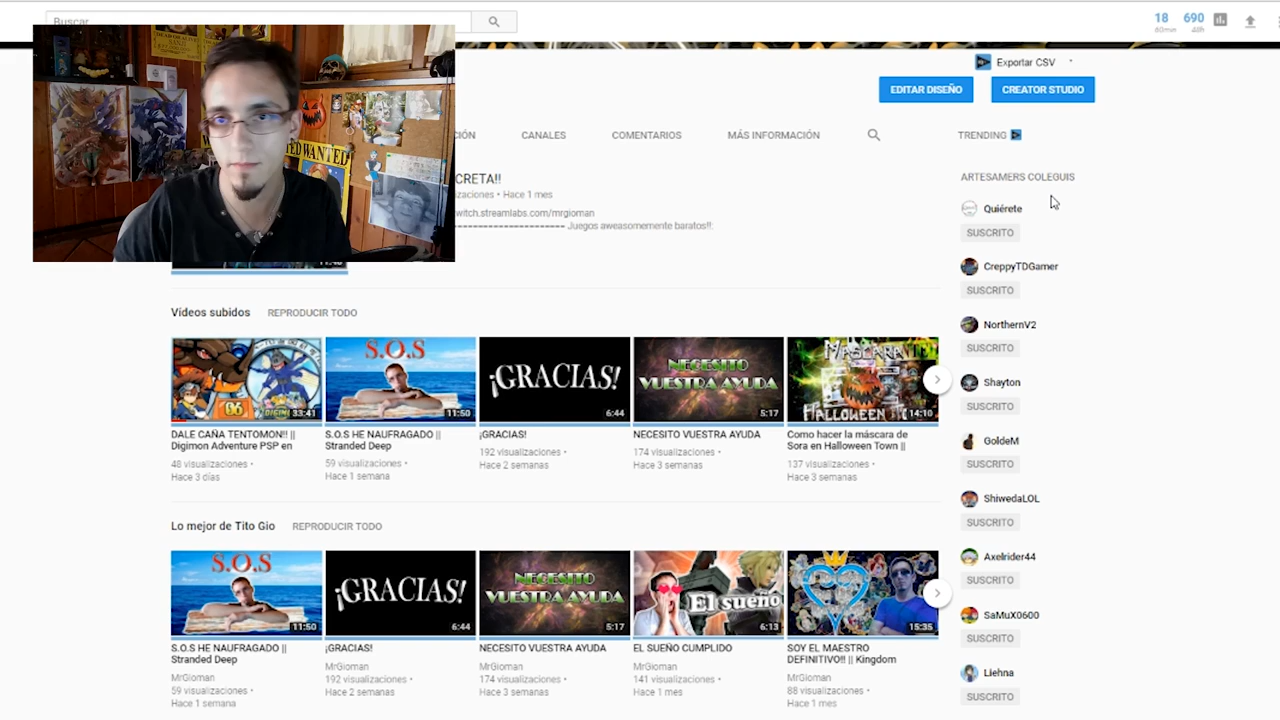 Buscar
18
690
60min
48h
Exportar CSV
EDITAR DISEÑO
CREATOR STUDIO
CIÓN
CANALES
COMENTARIOS
MÁS INFORMACIÓN
TRENDING
CRETA!!
zaciones • Hace 1 mes
witch.streamlabs.com/mrgioman
====================== Juegos aweasomemente baratos!!:
WANTED
ARTESAMERS COLEGUIS
Quiérete
SUSCRITO
CreppyTDGamer
SUSCRITO
NorthernV2
SUSCRITO
Shayton
SUSCRITO
GoldeM
SUSCRITO
ShiwedaLOL
SUSCRITO
Axelrider44
SUSCRITO
SaMuX0600
SUSCRITO
Liehna
SUSCRITO
Vídeos subidos
REPRODUCIR TODO
06
33:41
S.O.S
11:50
¡GRACIAS!
6:44
NECESITO
VUESTRA AYUDA
5:17
HALLOWEEN
14:10
DALE CAÑA TENTOMON!! ||
Digimon Adventure PSP en
48 visualizaciones •
Hace 3 días
S.O.S HE NAUFRAGADO ||
Stranded Deep
59 visualizaciones •
Hace 1 semana
¡GRACIAS!
192 visualizaciones •
Hace 2 semanas
NECESITO VUESTRA AYUDA
174 visualizaciones •
Hace 3 semanas
Como hacer la máscara de
Sora en Halloween Town ||
137 visualizaciones •
Hace 3 semanas
Lo mejor de Tito Gio
REPRODUCIR TODO
S.O.S
11:50
¡GRACIAS!
6:44
NECESITO
VUESTRA AYUDA
5:17
El sueño
6:13
15:35
S.O.S HE NAUFRAGADO ||
Stranded Deep
MrGioman
59 visualizaciones •
Hace 1 semana
¡GRACIAS!
MrGioman
192 visualizaciones •
Hace 2 semanas
NECESITO VUESTRA AYUDA
MrGioman
174 visualizaciones •
Hace 3 semanas
EL SUEÑO CUMPLIDO
MrGioman
141 visualizaciones •
Hace 1 mes
SOY EL MAESTRO
DEFINITIVO!! || Kingdom
MrGioman
88 visualizaciones •
Hace 1 mes